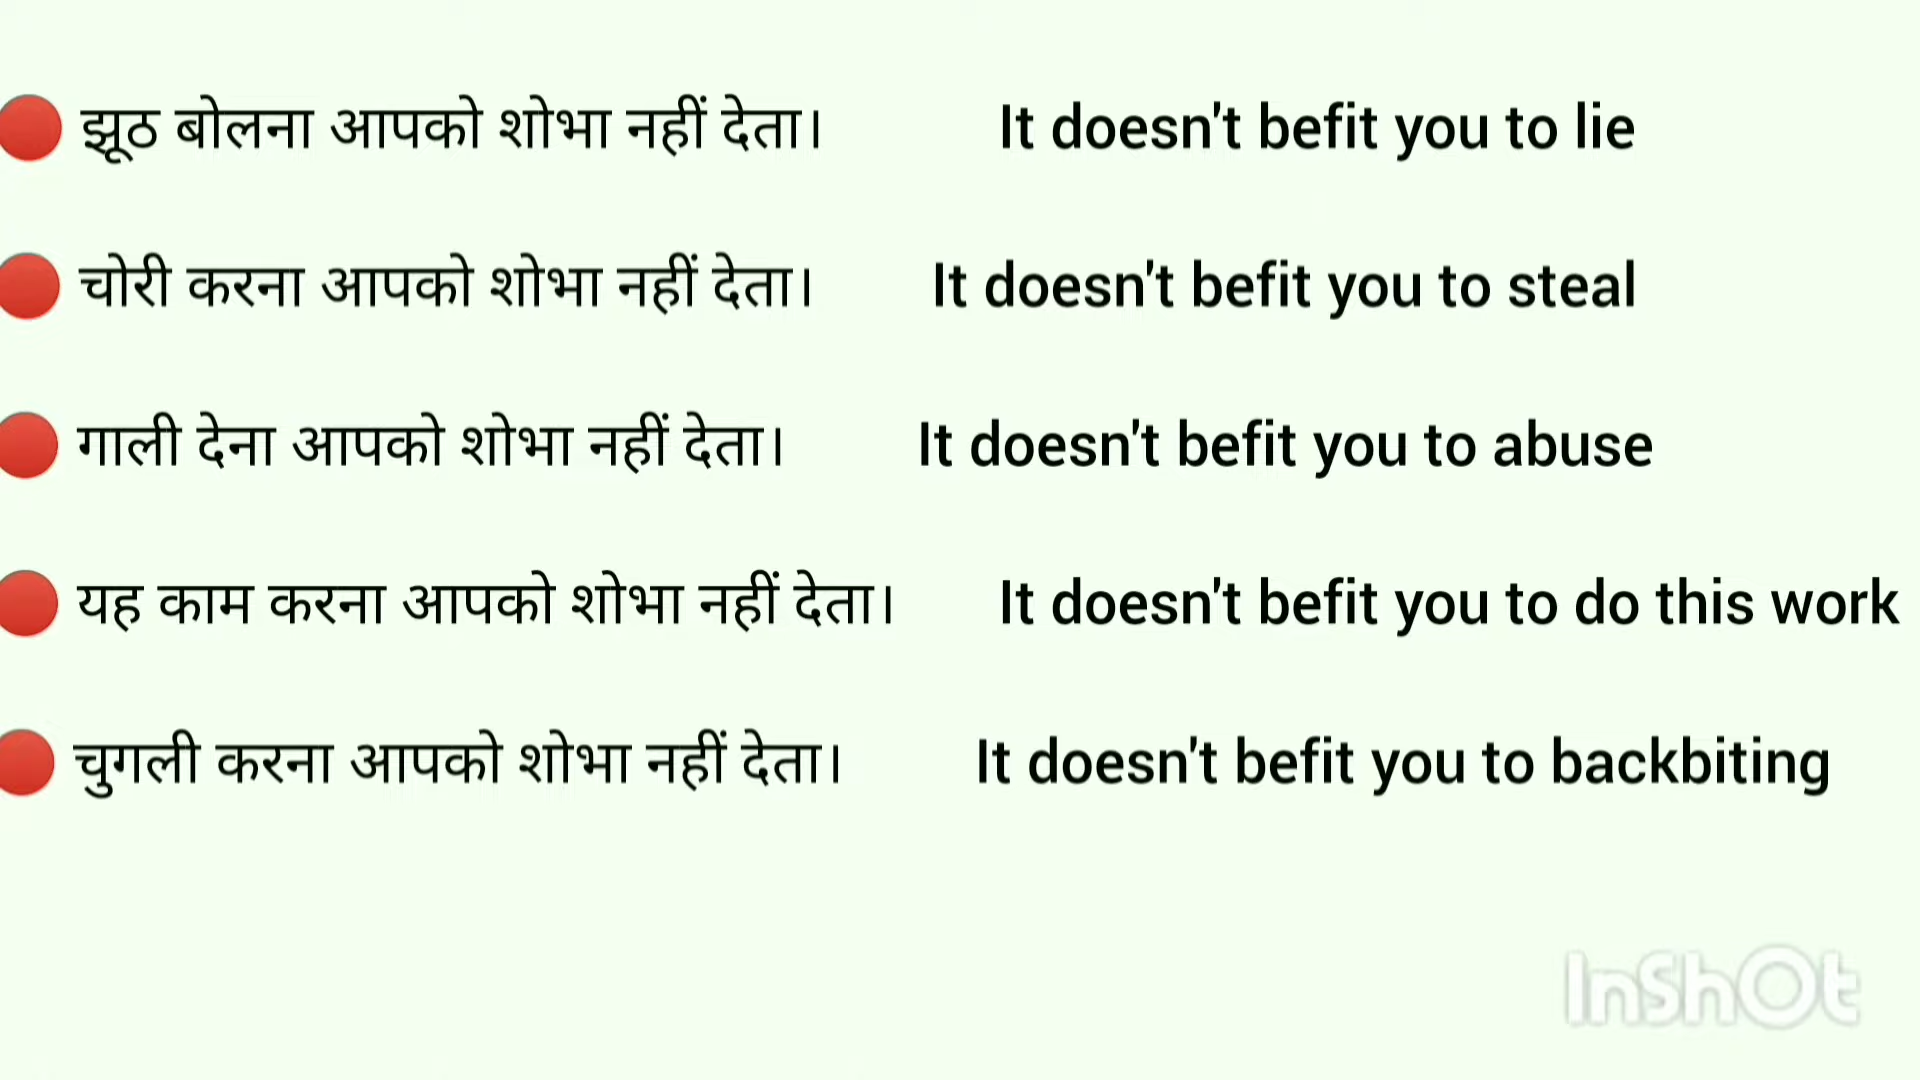 झूठ बोलना आपको शोभा नहीं देता। It doesn't befit you to lie
चोरी करना आपको शोभा नहीं देता। It doesn't befit you to steal
गाली देना आपको शोभा नहीं देता। It doesn't befit you to abuse
यह काम करना आपको शोभा नहीं देता। It doesn't befit you to do this work
चुगली करना आपको शोभा नहीं देता। It doesn't befit you to backbiting
InShOt